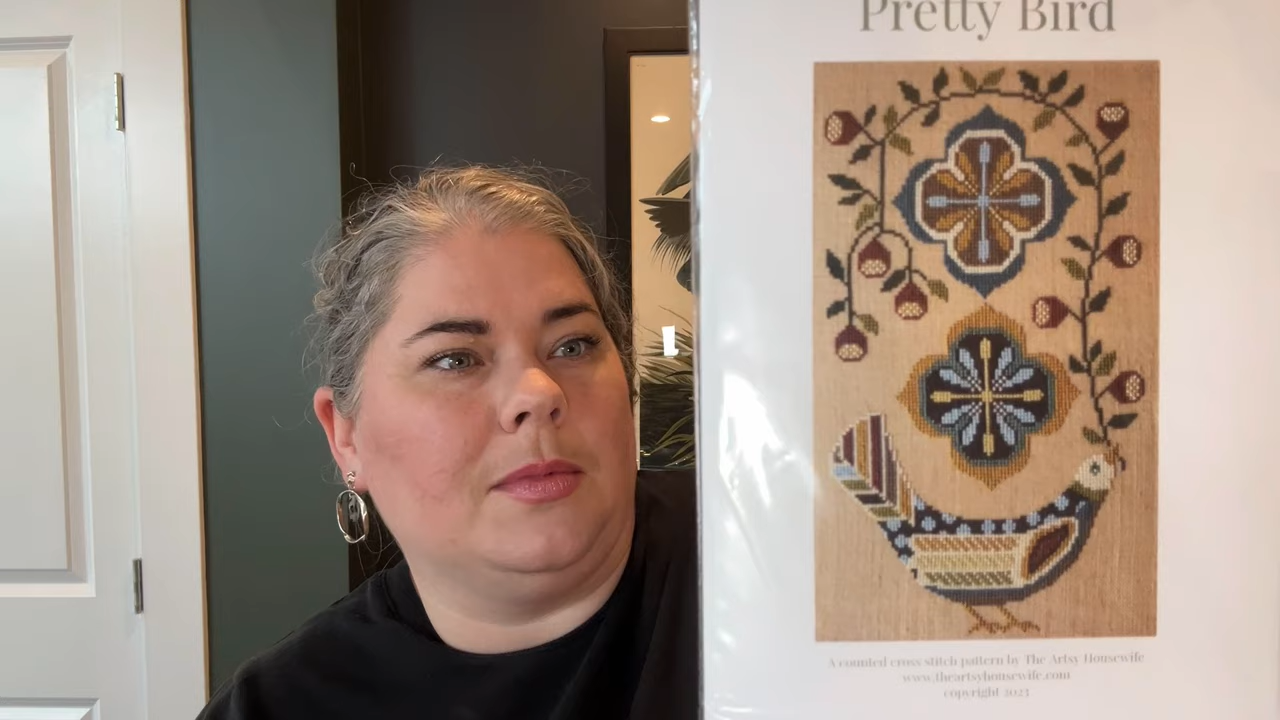 Pretty Bird
A counted cross stitch pattern by The Artsy Housewife
www.theartsyhousewife.com
copyright 2023